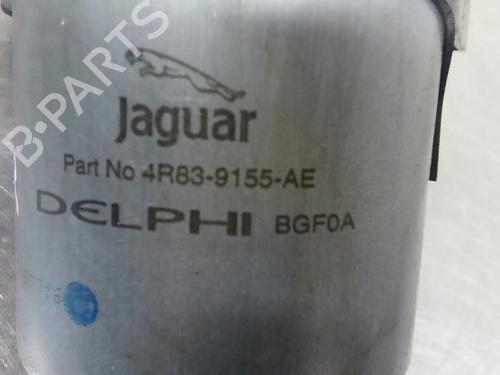 B-PARTS
Jaguar
Part No 4R83-9155-AE
DELPHI BGF0A